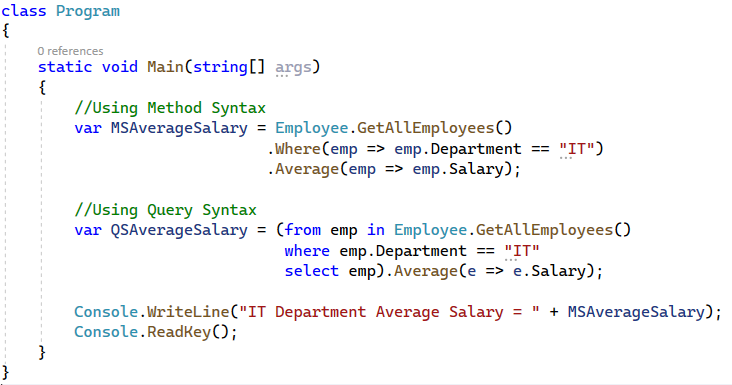 class Program
{
0 references
static void Main(string[] args)
{
//Using Method Syntax
var MSAverageSalary = Employee.GetAllEmployees()
.Where(emp => emp.Department == "IT")
.Average(emp => emp.Salary);
//Using Query Syntax
var QSAverageSalary = (from emp in Employee.GetAllEmployees()
where emp.Department == "IT"
select emp).Average(e => e.Salary);
Console.WriteLine("IT Department Average Salary = " + MSAverageSalary);
Console.ReadKey();
}
}